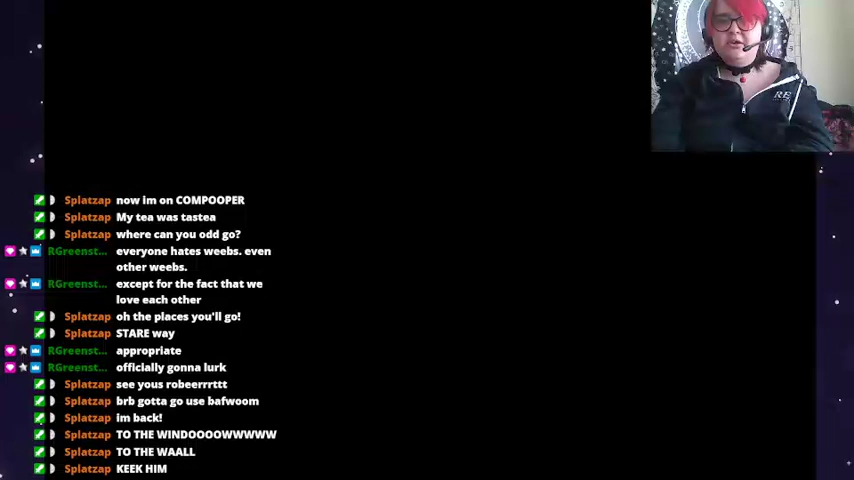 RE
Splatzap now im on COMPOOPER
Splatzap My tea was tastea
Splatzap where can you odd go?
RGreenst... everyone hates weebs. even
other weebs.
RGreenst... except for the fact that we
love each other
Splatzap oh the places you'll go!
Splatzap STARE way
RGreenst... appropriate
RGreenst... officially gonna lurk
Splatzap see yous robeerrrttt
Splatzap brb gotta go use bafwoom
Splatzap im back!
Splatzap TO THE WINDOOOOWWWWW
Splatzap TO THE WAALL
Splatzap KEEK HIM